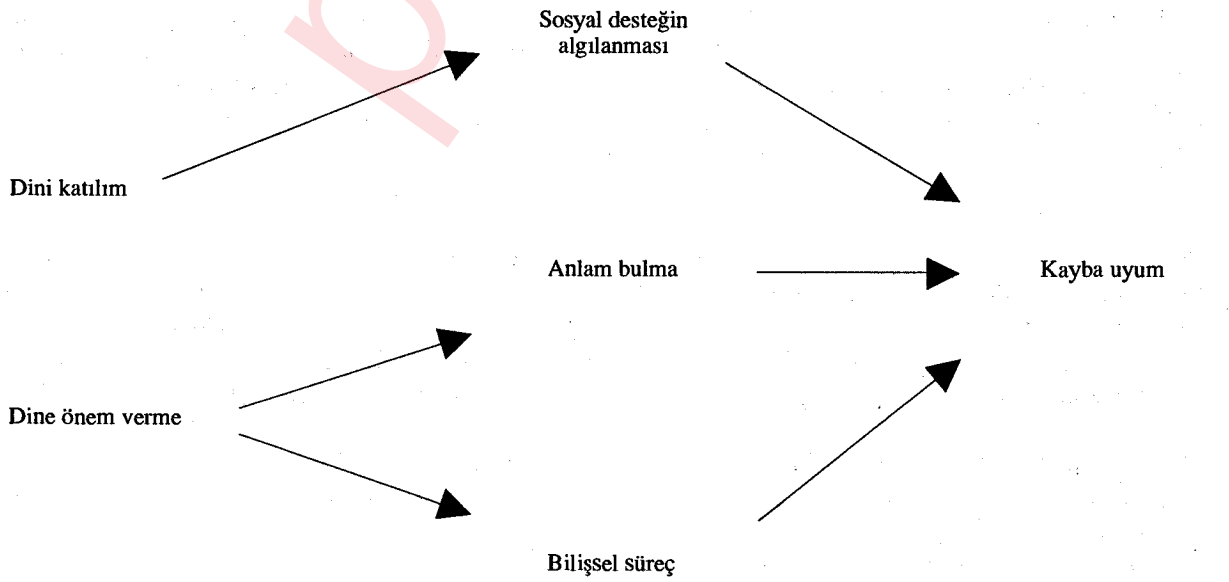 Sosyal desteğin
algılanması
Dini katılım
Anlam bulma
Kayba uyum
Dine önem verme
Bilişsel süreç